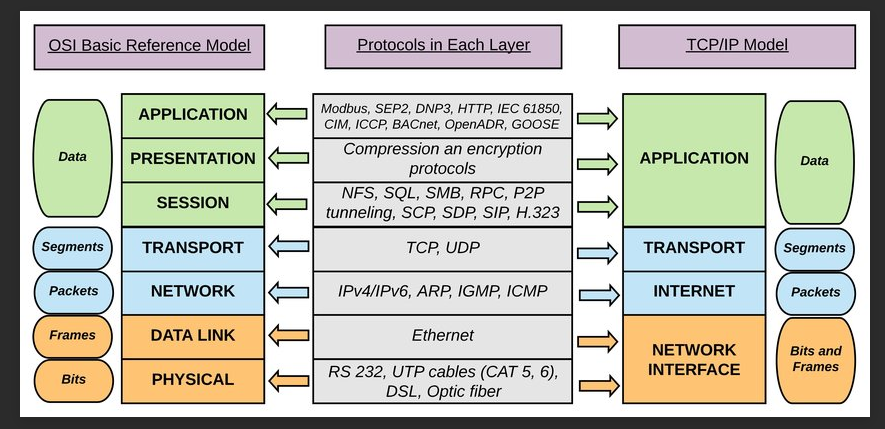 OSI Basic Reference Model
Protocols in Each Layer
TCP/IP Model
Data
APPLICATION
Modbus, SEP2, DNP3, HTTP, IEC 61850,
CIM, ICCP, BACnet, OpenADR, GOOSE
PRESENTATION
Compression an encryption
protocols
SESSION
NFS, SQL, SMB, RPC, P2P
tunneling, SCP, SDP, SIP, H.323
APPLICATION
Data
Segments
TRANSPORT
TCP, UDP
TRANSPORT
Segments
Packets
NETWORK
IPv4/IPv6, ARP, IGMP, ICMP
INTERNET
Packets
Frames
DATA LINK
Ethernet
Bits
PHYSICAL
RS 232, UTP cables (CAT 5, 6),
DSL, Optic fiber
NETWORK
INTERFACE
Bits and
Frames